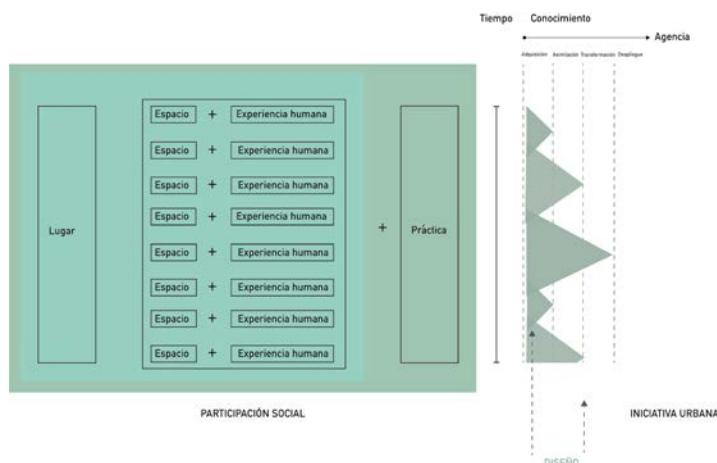 Tiempo
Conocimiento
Agencia
Adquisición Asimilación Transformación Despliegue
Espacio + Experiencia humana
Espacio + Experiencia humana
Espacio + Experiencia humana
Espacio + Experiencia humana
Lugar
+ Práctica
Espacio + Experiencia humana
Espacio + Experiencia humana
Espacio + Experiencia humana
Espacio + Experiencia humana
PARTICIPACIÓN SOCIAL
INICIATIVA URBANA
DISEÑO